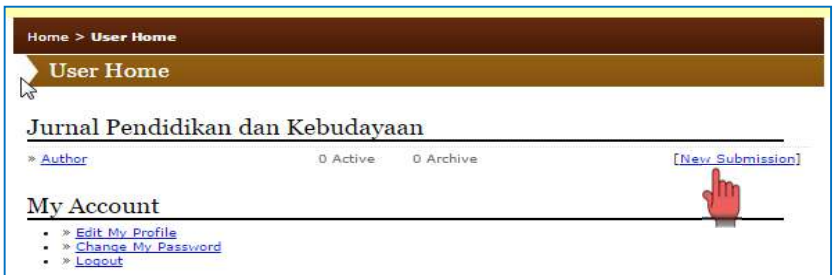 Home > User Home
User Home
Jurnal Pendidikan dan Kebudayaan
» Author 0 Active 0 Archive [New Submission]
My Account
• » Edit My Profile
• » Change My Password
• » Logout